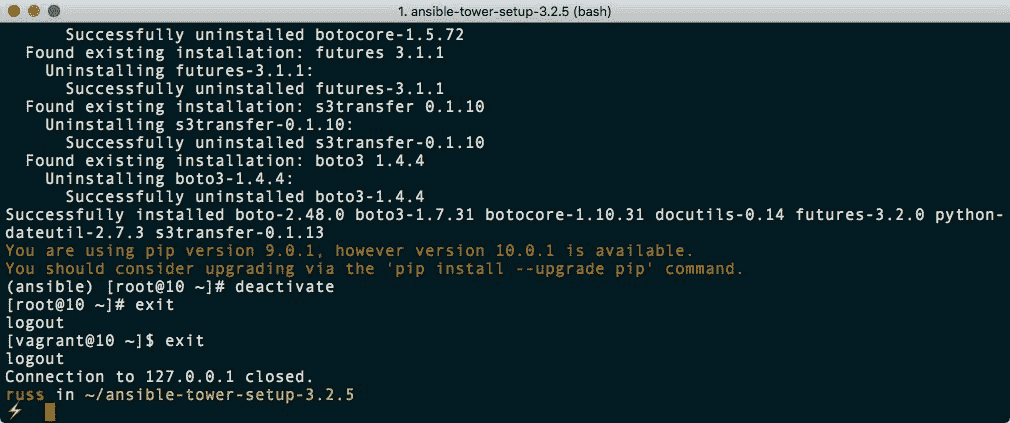 1. ansible-tower-setup-3.2.5 (bash)
Successfully uninstalled botocore-1.5.72
Found existing installation: futures 3.1.1
Uninstalling futures-3.1.1:
Successfully uninstalled futures-3.1.1
Found existing installation: s3transfer 0.1.10
Uninstalling s3transfer-0.1.10:
Successfully uninstalled s3transfer-0.1.10
Found existing installation: boto3 1.4.4
Uninstalling boto3-1.4.4:
Successfully uninstalled boto3-1.4.4
Successfully installed boto-2.48.0 boto3-1.7.31 botocore-1.10.31 docutils-0.14 futures-3.2.0 python-
dateutil-2.7.3 s3transfer-0.1.13
You are using pip version 9.0.1, however version 10.0.1 is available.
You should consider upgrading via the 'pip install --upgrade pip' command.
(ansible) [root@10 ~]# deactivate
[root@10 ~]# exit
logout
[vagrant@10 ~]$ exit
logout
Connection to 127.0.0.1 closed.
russ in ~/ansible-tower-setup-3.2.5
⚡